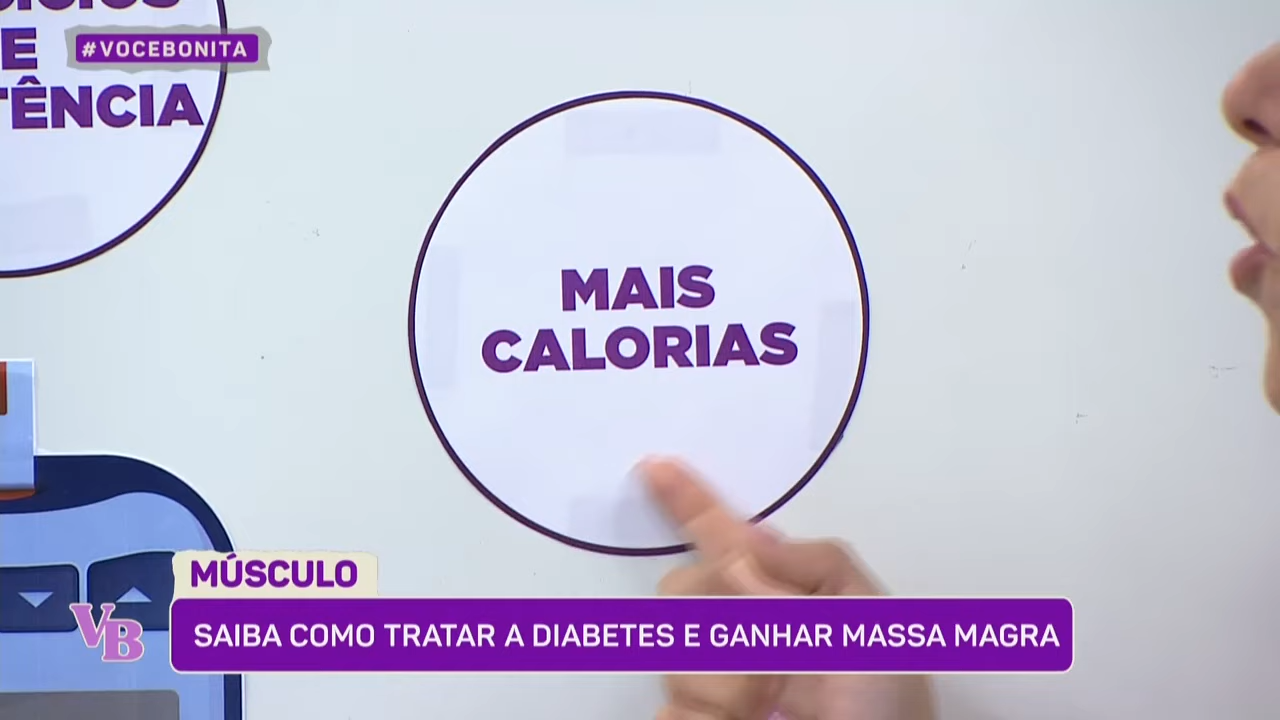 E
#VOCEBONITA
TÊNCIA
MAIS
CALORIAS
MÚSCULO
VB
SAIBA COMO TRATAR A DIABETES E GANHAR MASSA MAGRA